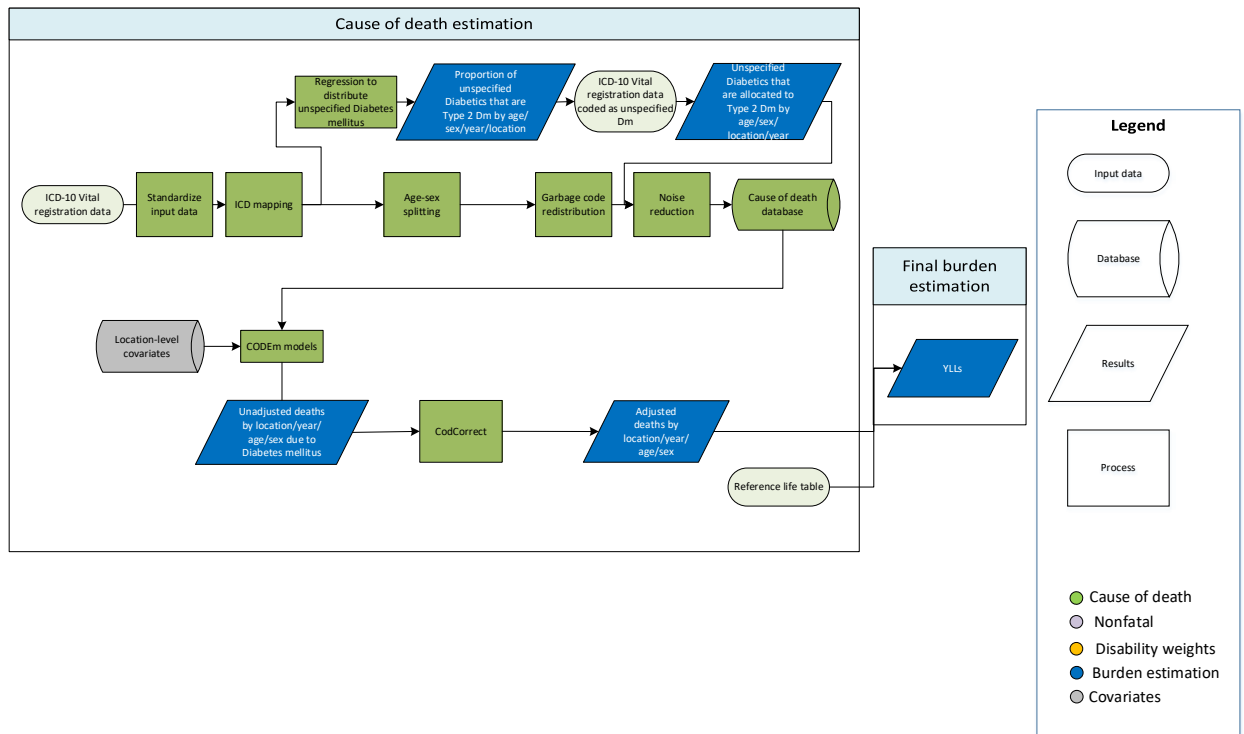 Cause of death estimation
Regression to
distribute
unspecified Diabetes
mellitus
Proportion of
unspecified
Diabetics that are
Type 2 Dm by age/
sex/year/location
ICD-10 Vital
registration data
coded as unspecified
Dm
Unspecified
Diabetics that
are allocated to
Type 2 Dm by
age/sex/
location/year
ICD-10 Vital
registration data
Standardize
input data
ICD mapping
Age-sex
splitting
Garbage code
redistribution
Noise
reduction
Cause of death
database
Location-level
covariates
CODEm models
Unadjusted deaths
by location/year/
age/sex due to
Diabetes mellitus
CodCorrect
Adjusted
deaths by
location/year/
age/sex
Reference life table
Final burden
estimation
YLLs
Legend
Input data
Database
Results
Process
Cause of death
Nonfatal
Disability weights
Burden estimation
Covariates